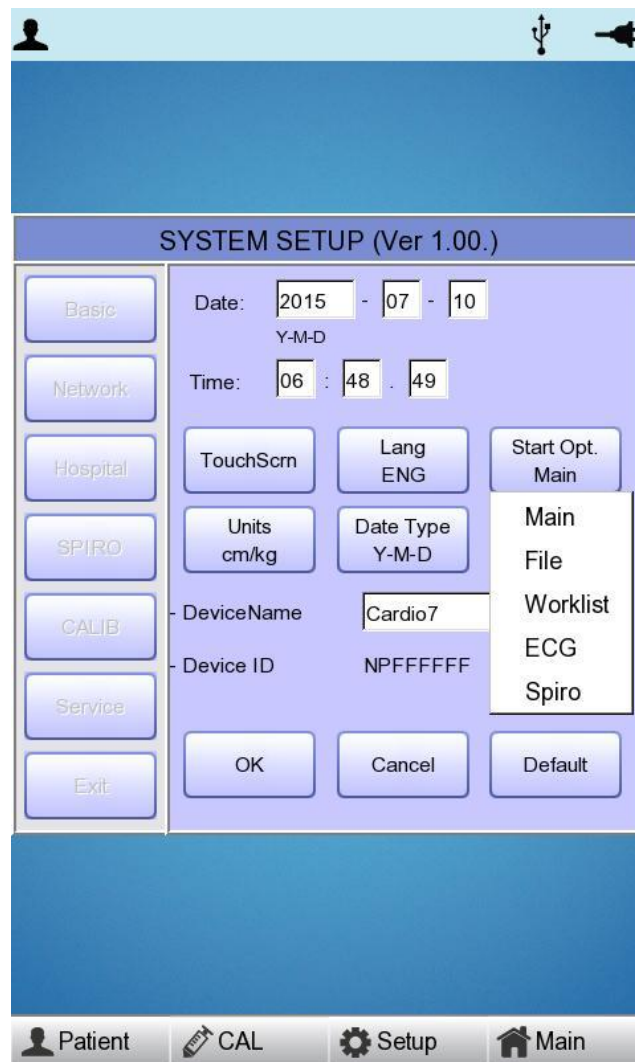 SYSTEM SETUP (Ver 1.00.)
Basic
Network
Hospital
SPIRO
CALIB
Service
Exit
Date: 2015 - 07 - 10
Y-M-D
Time: 06 : 48 . 49
TouchScrn
Lang
ENG
Start Opt.
Main
Units
cm/kg
Date Type
Y-M-D
Main
File
Worklist
ECG
Spiro
- DeviceName Cardio7
- Device ID NPFFFFFF
OK Cancel Default
Patient CAL Setup Main